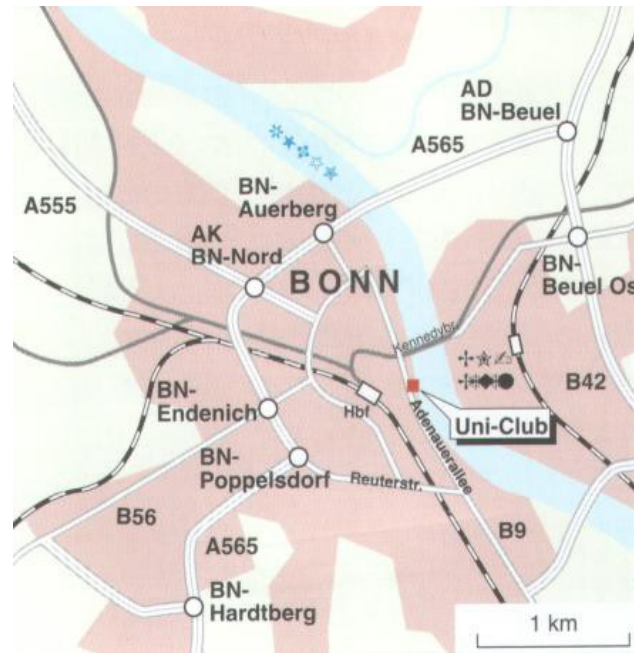 AD
BN-Beuel
A565
BN-
Auerberg
A555
AK
BN-Nord
BONN
BN-
Beuel Os
Kennedybr.
B42
BN-
Endenich
Hbf
Uni-Club
Adenauerallee
BN-
Poppelsdorf
Reuterstr.
B56
A565
B9
BN-
Hardtberg
1 km